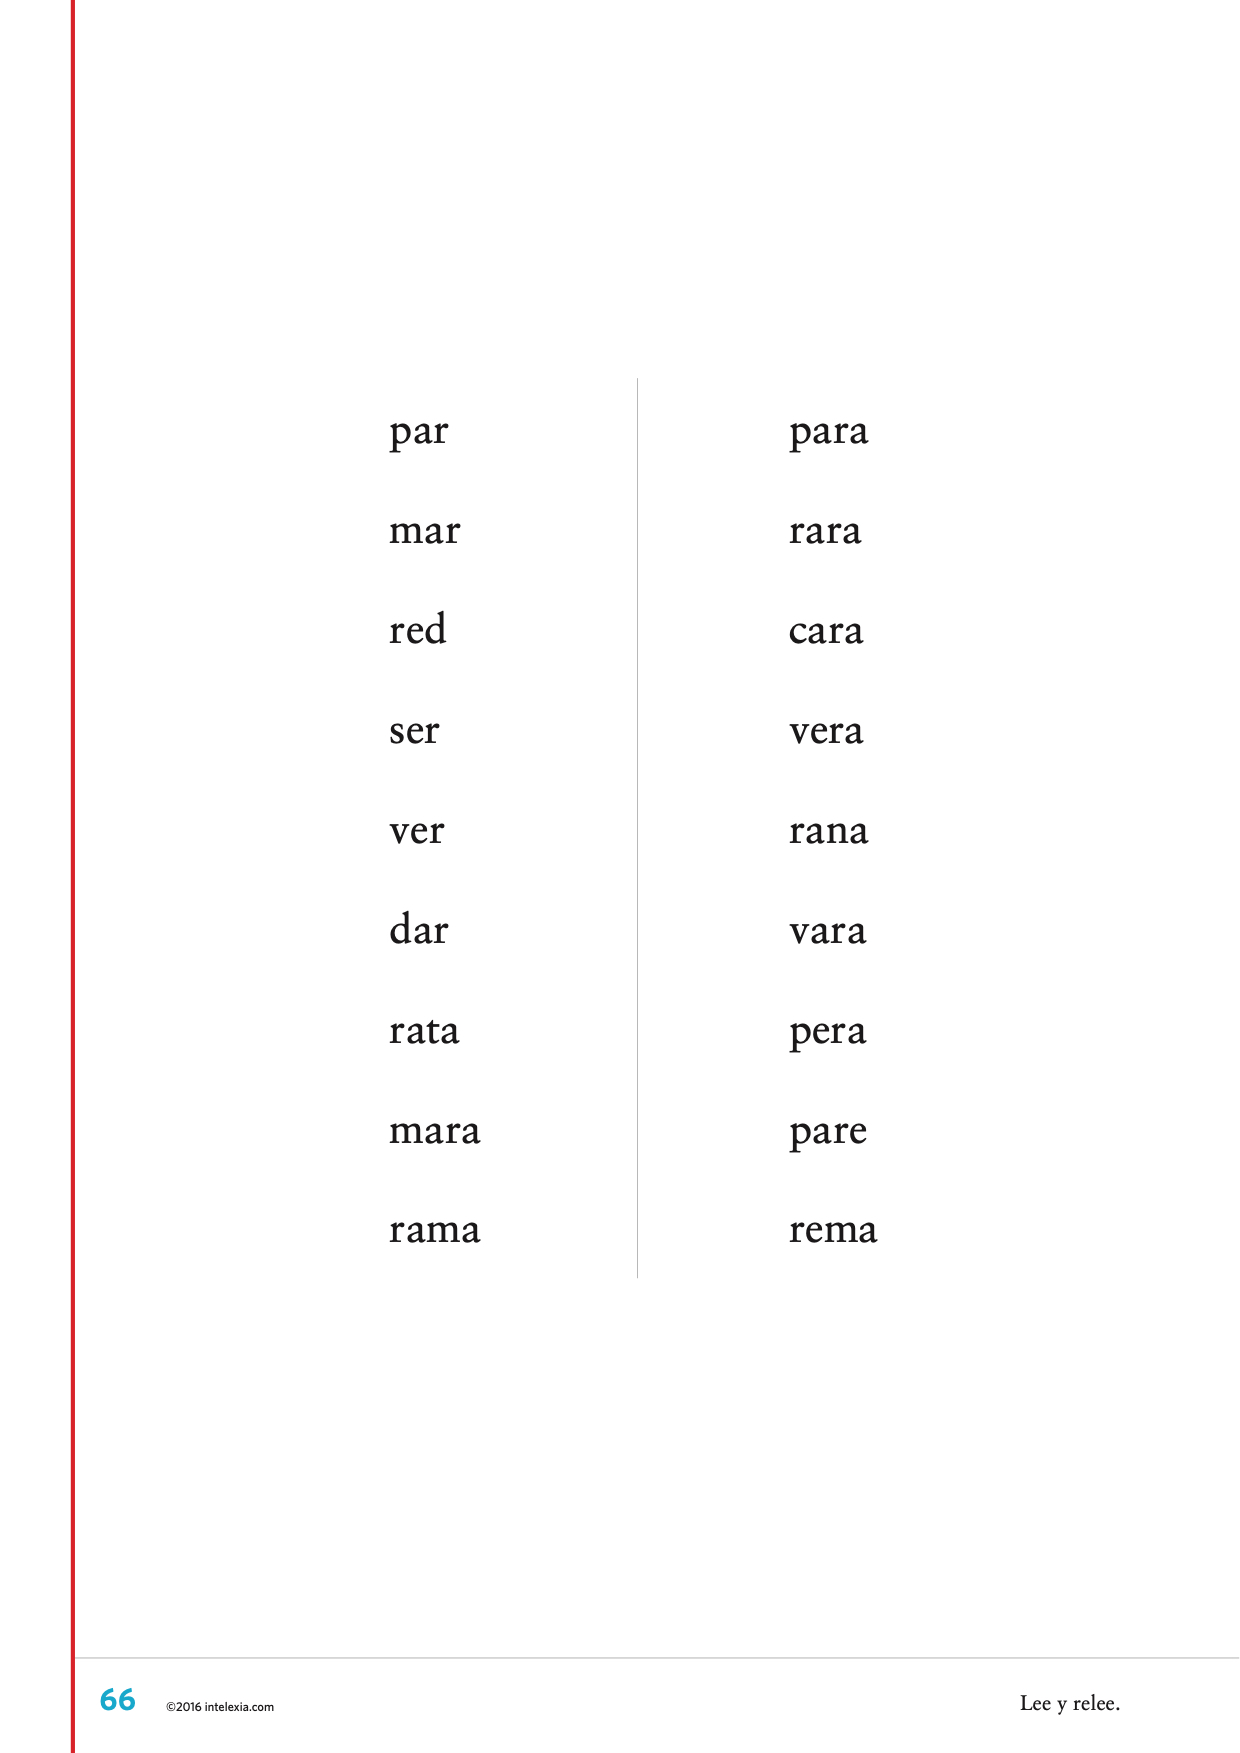 par
mar
red
ser
ver
dar
rata
mara
rama
para
rara
cara
vera
rana
vara
pera
pare
rema
66 ©2016 intelexia.com Lee y relee.